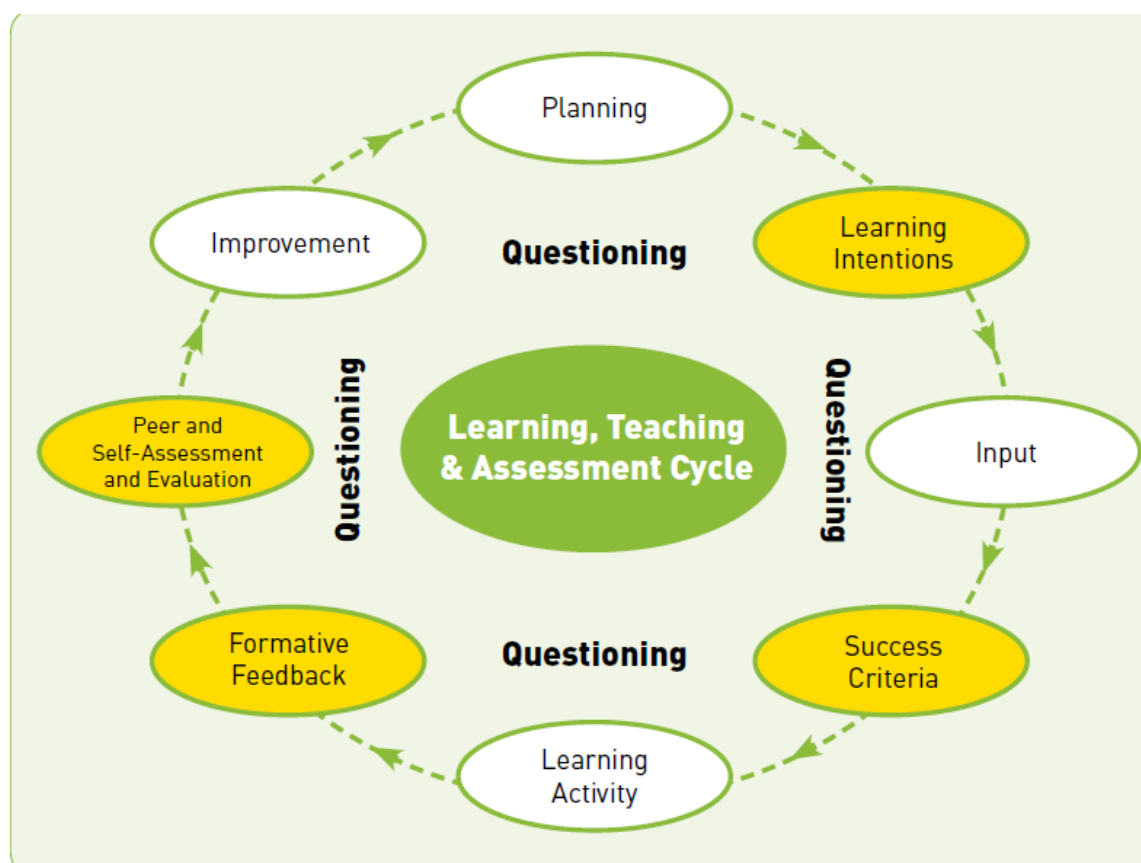 Planning
Learning
Intentions
Improvement
Questioning
Questioning
Questioning
Learning, Teaching
& Assessment Cycle
Input
Peer and
Self-Assessment
and Evaluation
Formative
Feedback
Questioning
Success
Criteria
Learning
Activity